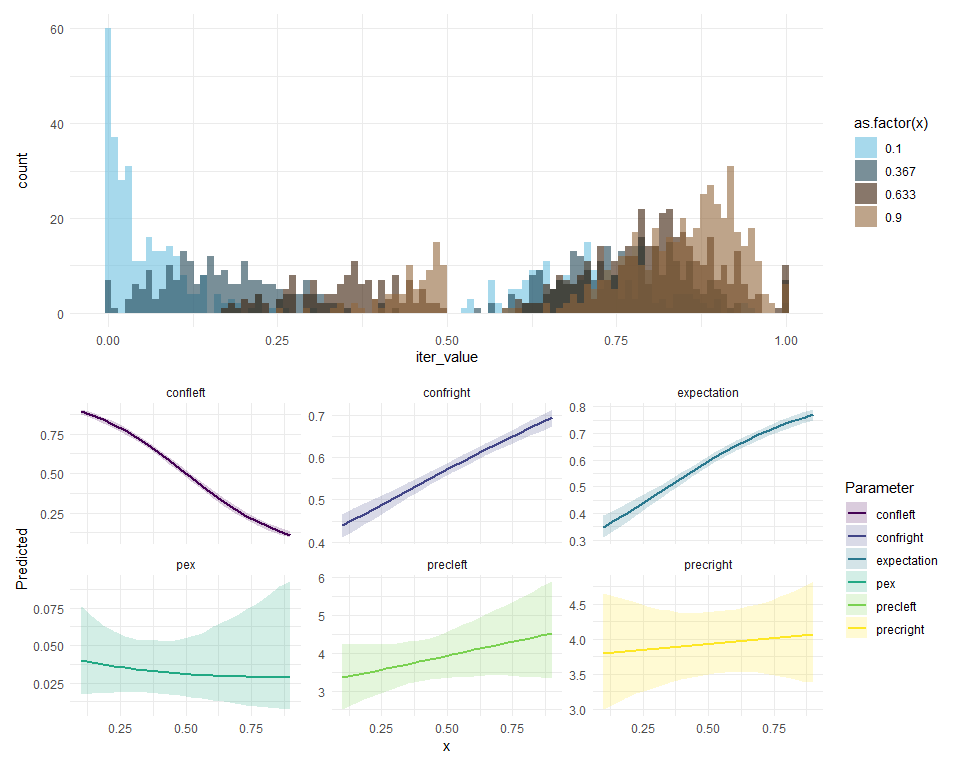 60
40
20
0
count
0.00
0.25
0.50
0.75
1.00
iter_value
as.factor(x)
0.1
0.367
0.633
0.9
confleft
confright
expectation
0.75
0.50
0.25
0.7
0.6
0.5
0.4
0.8
0.7
0.6
0.5
0.4
0.3
Predicted
pex
precleft
precright
0.075
0.050
0.025
6
5
4
3
4.5
4.0
3.5
3.0
0.25
0.50
0.75
0.25
0.50
0.75
0.25
0.50
0.75
x
Parameter
confleft
confright
expectation
pex
precleft
precright